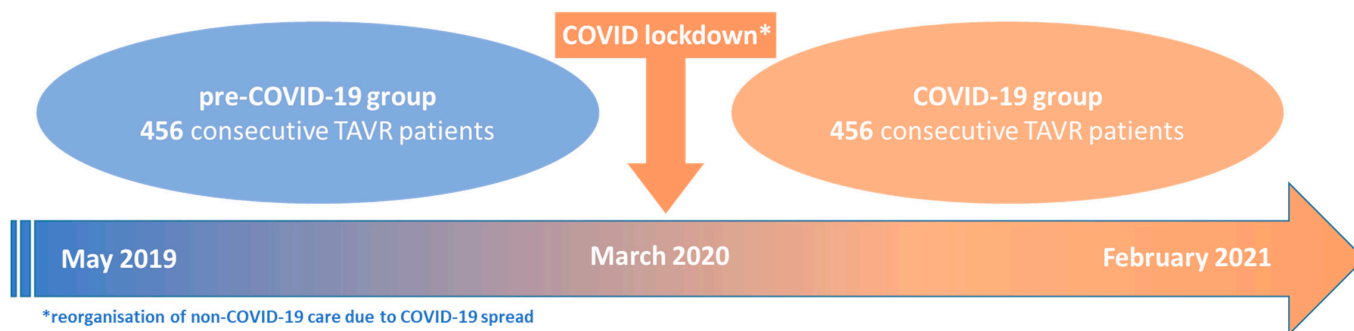 COVID lockdown*
pre-COVID-19 group
456 consecutive TAVR patients
COVID-19 group
456 consecutive TAVR patients
May 2019
March 2020
February 2021
*reorganisation of non-COVID-19 care due to COVID-19 spread